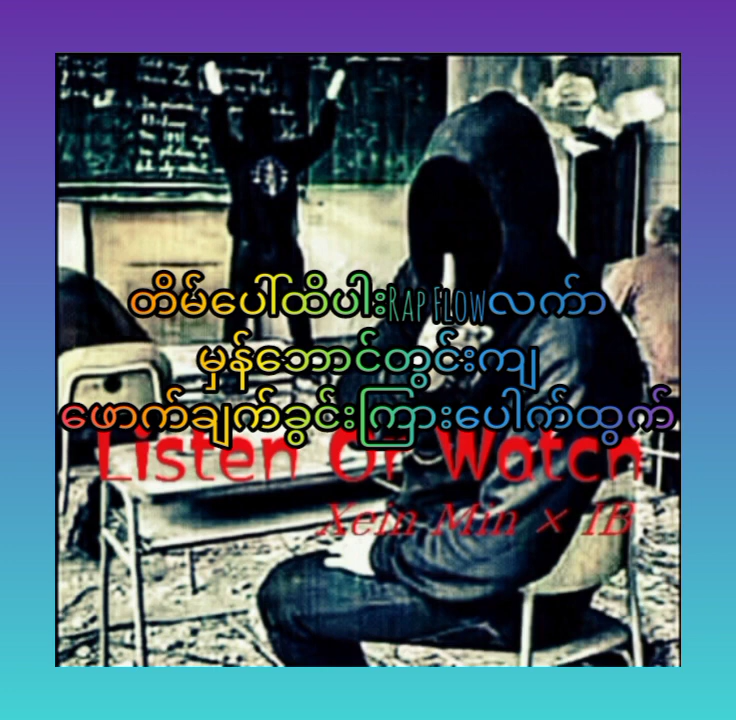 တိမ်ပေါ်ထိပါးRap Flowလက်ာ
မှန်ဘောင်တွင်းကျ
ဖောက်ချက်ခွင်းကြားပေါက်ထွက်
Listen Or Watch
Xein Min × IB